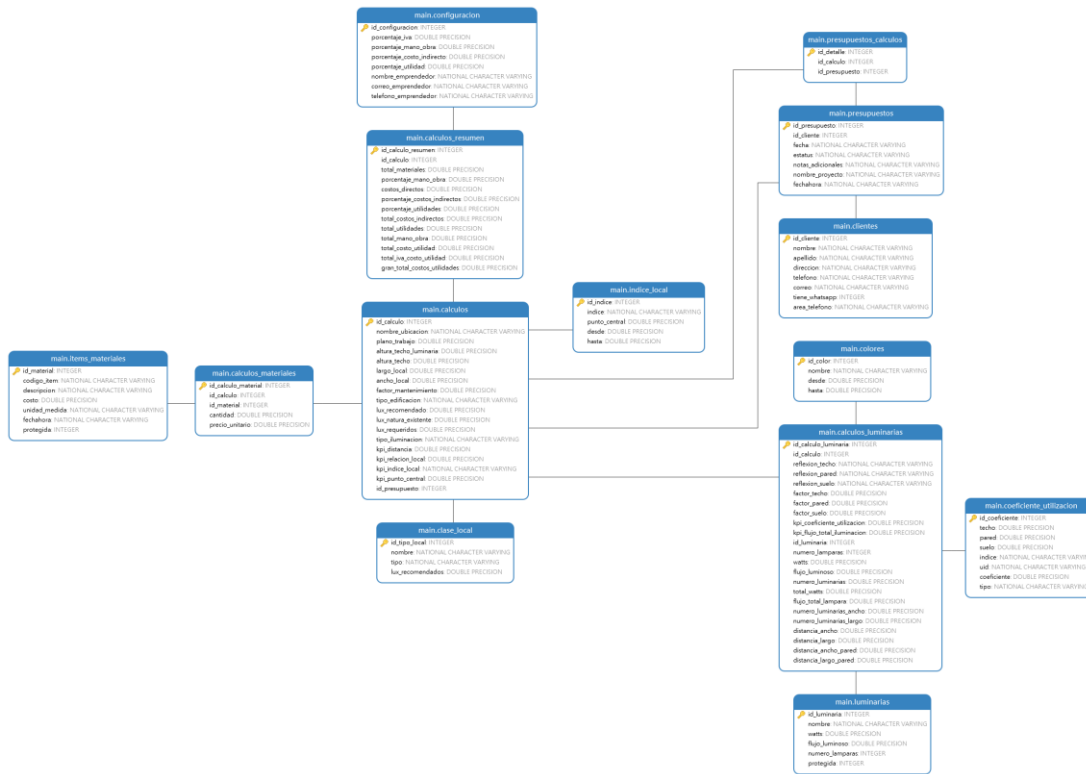 main.configuracion
id_configuracion: INTEGER
porcentaje_iva: DOUBLE PRECISION
porcentaje_mano_obra: DOUBLE PRECISION
porcentaje_costo_indirecto: DOUBLE PRECISION
porcentaje_utilidad: DOUBLE PRECISION
nombre_emprendedor: NATIONAL CHARACTER VARYING
correo_emprendedor: NATIONAL CHARACTER VARYING
telefono_emprendedor: NATIONAL CHARACTER VARYING
main.presupuestos_calculos
id_detalle: INTEGER
id_calculo: INTEGER
id_presupuesto: INTEGER
main.presupuestos
id_presupuesto: INTEGER
id_cliente: INTEGER
fecha: NATIONAL CHARACTER VARYING
estatus: NATIONAL CHARACTER VARYING
notas_adicionales: NATIONAL CHARACTER VARYING
nombre_proyecto: NATIONAL CHARACTER VARYING
fechahora: NATIONAL CHARACTER VARYING
main.calculos_resumen
id_calculo_resumen: INTEGER
id_calculo: INTEGER
total_materiales: DOUBLE PRECISION
porcentaje_mano_obra: DOUBLE PRECISION
costos_directos: DOUBLE PRECISION
porcentaje_costos_indirectos: DOUBLE PRECISION
porcentaje_utilidades: DOUBLE PRECISION
total_costos_indirectos: DOUBLE PRECISION
total_utilidades: DOUBLE PRECISION
total_mano_obra: DOUBLE PRECISION
total_costo_utilidad: DOUBLE PRECISION
total_iva_costo_utilidad: DOUBLE PRECISION
gran_total_costos_utilidades: DOUBLE PRECISION
main.clientes
id_cliente: INTEGER
nombre: NATIONAL CHARACTER VARYING
apellido: NATIONAL CHARACTER VARYING
direccion: NATIONAL CHARACTER VARYING
telefono: NATIONAL CHARACTER VARYING
correo: NATIONAL CHARACTER VARYING
tiene_whatsapp: INTEGER
area_telefono: NATIONAL CHARACTER VARYING
main.indice_local
id_indice: INTEGER
indice: NATIONAL CHARACTER VARYING
punto_central: DOUBLE PRECISION
desde: DOUBLE PRECISION
hasta: DOUBLE PRECISION
main.calculos
id_calculo: INTEGER
nombre_ubicacion: NATIONAL CHARACTER VARYING
plano_trabajo: DOUBLE PRECISION
altura_techo_luminaria: DOUBLE PRECISION
altura_techo: DOUBLE PRECISION
largo_local: DOUBLE PRECISION
ancho_local: DOUBLE PRECISION
factor_mantenimiento: DOUBLE PRECISION
tipo_edificacion: NATIONAL CHARACTER VARYING
lux_recomendado: DOUBLE PRECISION
lux_natura_existente: DOUBLE PRECISION
lux_requeridos: DOUBLE PRECISION
tipo_iluminacion: NATIONAL CHARACTER VARYING
kpi_distancia: DOUBLE PRECISION
kpi_relacion_local: DOUBLE PRECISION
kpi_indice_local: NATIONAL CHARACTER VARYING
kpi_punto_central: DOUBLE PRECISION
id_presupuesto: INTEGER
main.items_materiales
id_material: INTEGER
codigo_item: NATIONAL CHARACTER VARYING
descripcion: NATIONAL CHARACTER VARYING
costo: DOUBLE PRECISION
unidad_medida: NATIONAL CHARACTER VARYING
fechahora: NATIONAL CHARACTER VARYING
protegida: INTEGER
main.calculos_materiales
id_calculo_material: INTEGER
id_calculo: INTEGER
id_material: INTEGER
cantidad: DOUBLE PRECISION
precio_unitario: DOUBLE PRECISION
main.colores
id_color: INTEGER
nombre: NATIONAL CHARACTER VARYING
desde: DOUBLE PRECISION
hasta: DOUBLE PRECISION
main.calculos_luminarias
id_calculo_luminaria: INTEGER
id_calculo: INTEGER
reflexion_techo: NATIONAL CHARACTER VARYING
reflexion_pared: NATIONAL CHARACTER VARYING
reflexion_suelo: NATIONAL CHARACTER VARYING
factor_techo: DOUBLE PRECISION
factor_pared: DOUBLE PRECISION
factor_suelo: DOUBLE PRECISION
kpi_coeficiente_utilizacion: DOUBLE PRECISION
kpi_flujo_total_iluminacion: DOUBLE PRECISION
id_luminaria: INTEGER
numero_lamparas: INTEGER
watts: DOUBLE PRECISION
flujo_luminoso: DOUBLE PRECISION
numero_luminarias: DOUBLE PRECISION
total_watts: DOUBLE PRECISION
flujo_total_lampara: DOUBLE PRECISION
numero_luminarias_ancho: DOUBLE PRECISION
numero_luminarias_largo: DOUBLE PRECISION
distancia_ancho: DOUBLE PRECISION
distancia_largo: DOUBLE PRECISION
distancia_ancho_pared: DOUBLE PRECISION
distancia_largo_pared: DOUBLE PRECISION
main.coeficiente_utilizacion
id_coeficiente: INTEGER
techo: DOUBLE PRECISION
pared: DOUBLE PRECISION
suelo: DOUBLE PRECISION
indice: NATIONAL CHARACTER VARYING
uid: NATIONAL CHARACTER VARYING
coeficiente: DOUBLE PRECISION
tipo: NATIONAL CHARACTER VARYING
main.clase_local
id_tipo_local: INTEGER
nombre: NATIONAL CHARACTER VARYING
tipo: NATIONAL CHARACTER VARYING
lux_recomendados: DOUBLE PRECISION
main.luminarias
id_luminaria: INTEGER
nombre: NATIONAL CHARACTER VARYING
watts: DOUBLE PRECISION
flujo_luminoso: DOUBLE PRECISION
numero_lamparas: INTEGER
protegida: INTEGER